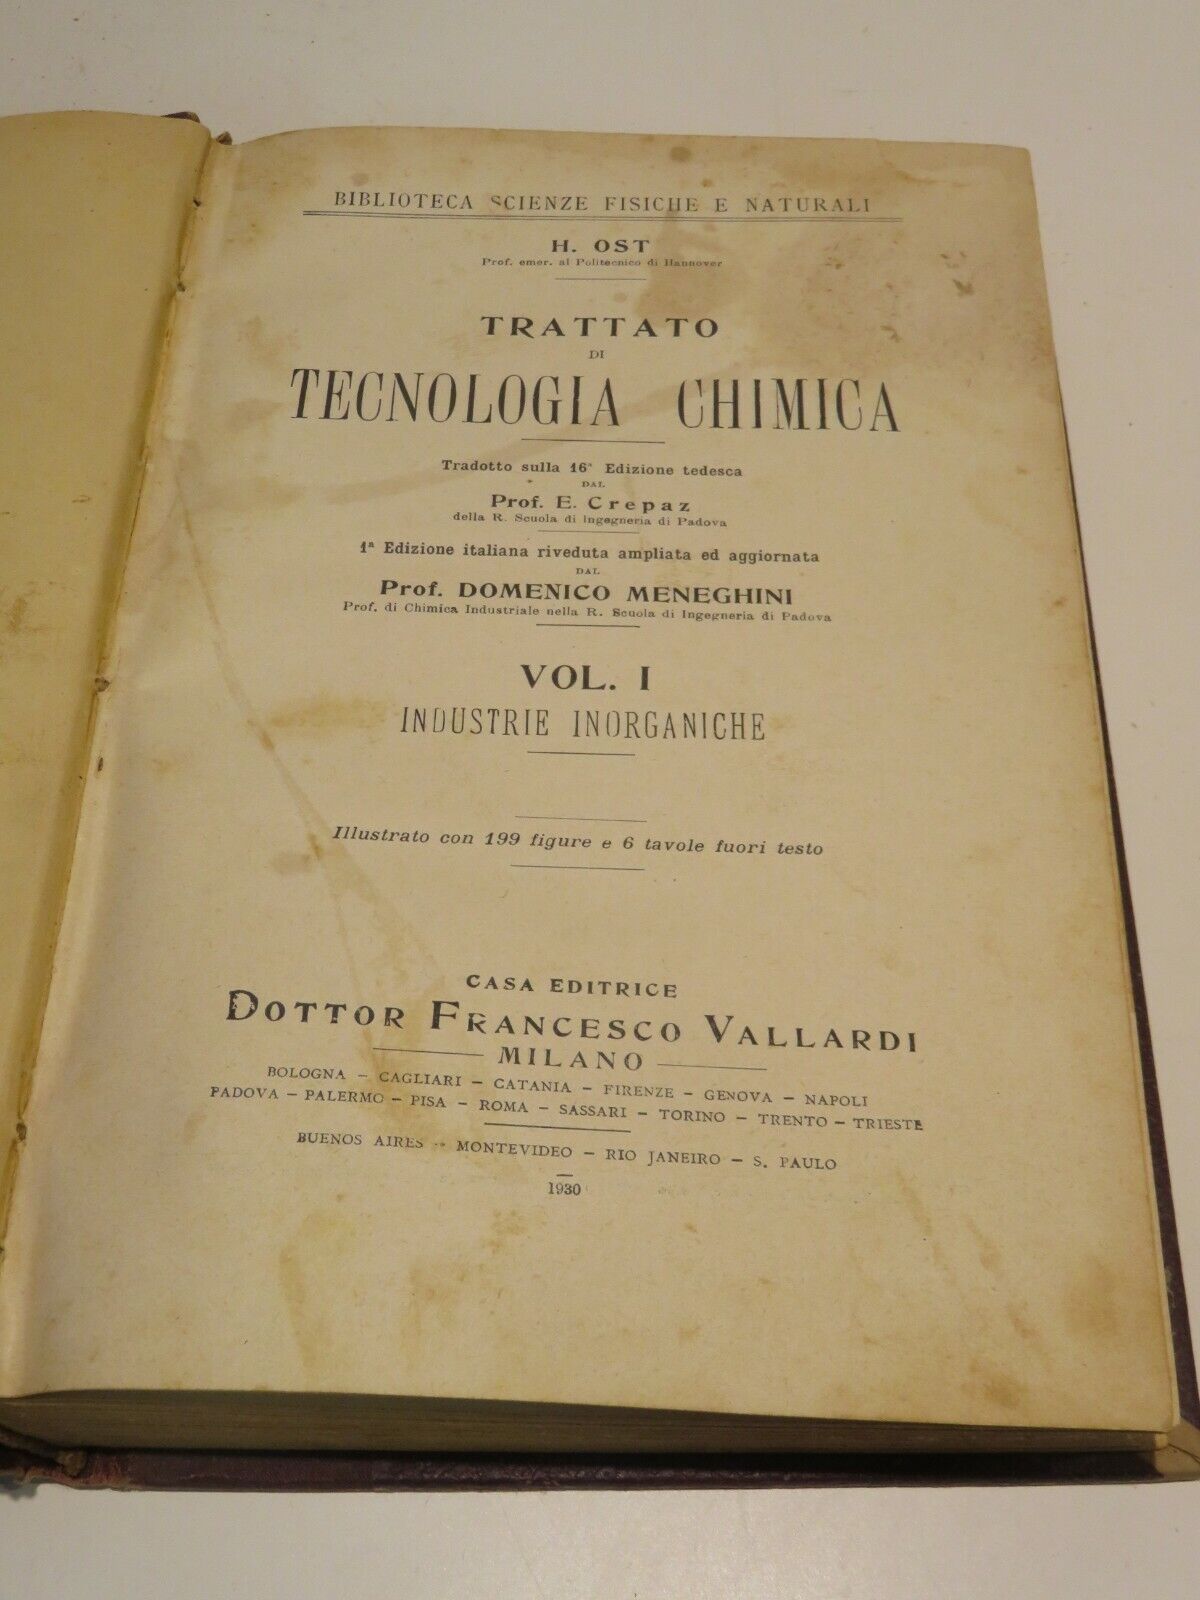 BIBLIOTECA SCIENZE FISICHE E NATURALI
H. OST
Prof. emer. al Politecnico di Hannover
TRATTATO
DI
TECNOLOGIA CHIMICA
Tradotto sulla 16ª Edizione tedesca
DAL
Prof. E. Crepaz
della R. Scuola di Ingegneria di Padova
1ª Edizione italiana riveduta ampliata ed aggiornata
DAL
Prof. DOMENICO MENEGHINI
Prof. di Chimica Industriale nella R. Scuola di Ingegneria di Padova
VOL. I
INDUSTRIE INORGANICHE
Illustrato con 199 figure e 6 tavole fuori testo
CASA EDITRICE
DOTTOR FRANCESCO VALLARDI
MILANO
BOLOGNA – CAGLIARI – CATANIA – FIRENZE – GENOVA – NAPOLI
PADOVA – PALERMO – PISA – ROMA – SASSARI – TORINO – TRENTO – TRIESTE
BUENOS AIRES – MONTEVIDEO – RIO JANEIRO – S. PAULO
1930